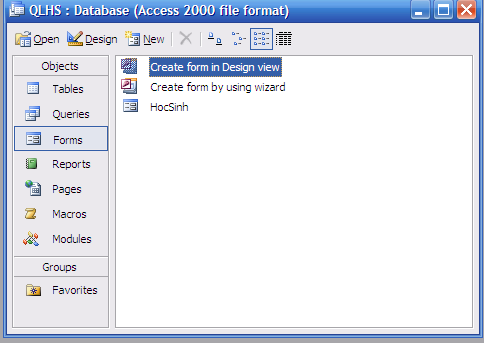 QLHS : Database (Access 2000 file format)
Open Design New
Objects
Tables
Queries
Forms
Reports
Pages
Macros
Modules
Groups
Favorites
Create form in Design view
Create form by using wizard
HocSinh